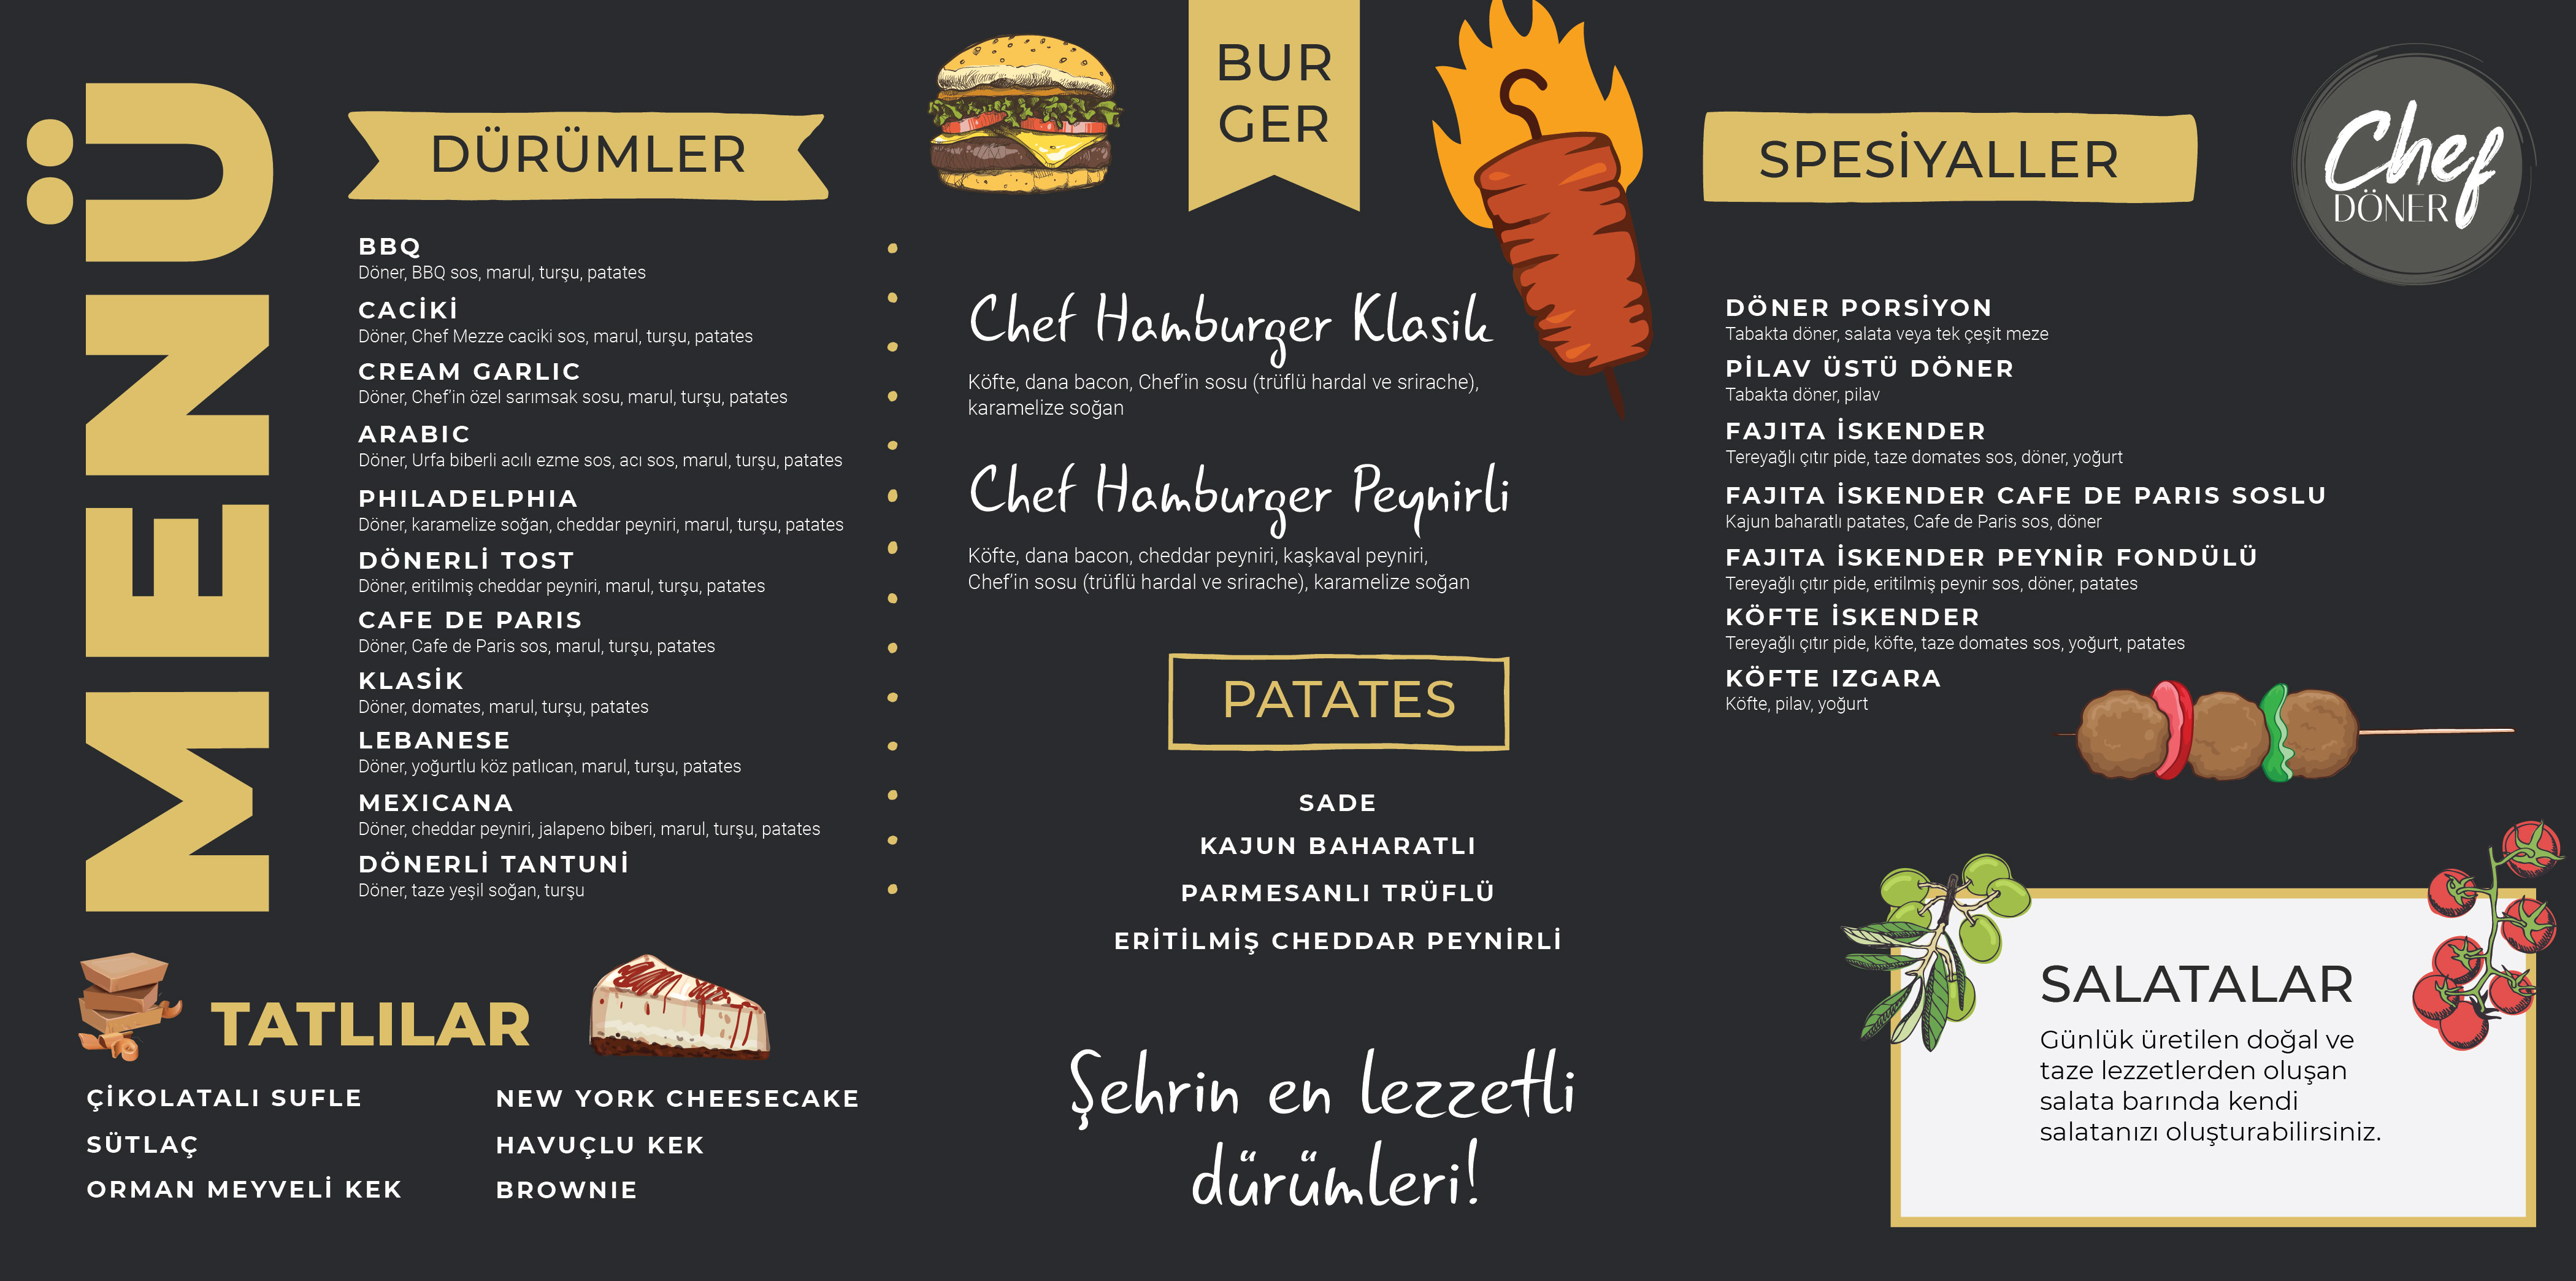 MENÜ
DÜRÜMLER
BBQ
Döner, BBQ sos, marul, turşu, patates
CACİKİ
Döner, Chef Mezze caciki sos, marul, turşu, patates
CREAM GARLIC
Döner, Chef'in özel sarımsak sosu, marul, turşu, patates
ARABIC
Döner, Urfa biberli acılı ezme sos, acı sos, marul, turşu, patates
PHILADELPHIA
Döner, karamelize soğan, cheddar peyniri, marul, turşu, patates
DÖNERLİ TOST
Döner, eritilmiş cheddar peyniri, marul, turşu, patates
CAFE DE PARIS
Döner, Cafe de Paris sos, marul, turşu, patates
KLASİK
Döner, domates, marul, turşu, patates
LEBANESE
Döner, yoğurtlu köz patlıcan, marul, turşu, patates
MEXICANA
Döner, cheddar peyniri, jalapeno biberi, marul, turşu, patates
DÖNERLİ TANTUNİ
Döner, taze yeşil soğan, turşu
TATLILAR
ÇİKOLATALI SUFLE
SÜTLAÇ
ORMAN MEYVELİ KEK
NEW YORK CHEESECAKE
HAVUÇLU KEK
BROWNIE
BUR
GER
Chef Hamburger Klasik
Köfte, dana bacon, Chef'in sosu (trüflü hardal ve srirache),
karamelize soğan
Chef Hamburger Peynirli
Köfte, dana bacon, cheddar peyniri, kaşkaval peyniri,
Chef'in sosu (trüflü hardal ve srirache), karamelize soğan
PATATES
SADE
KAJUN BAHARATLI
PARMESANLI TRÜFLÜ
ERİTİLMİŞ CHEDDAR PEYNİRLİ
Şehrin en lezzetli
dürümleri!
SPESİYALLER
DÖNER PORSİYON
Tabakta döner, salata veya tek çeşit meze
PİLAV ÜSTÜ DÖNER
Tabakta döner, pilav
FAJITA İSKENDER
Tereyağlı çıtır pide, taze domates sos, döner, yoğurt
FAJITA İSKENDER CAFE DE PARIS SOSLU
Kajun baharatlı patates, Cafe de Paris sos, döner
FAJITA İSKENDER PEYNİR FONDÜLÜ
Tereyağlı çıtır pide, eritilmiş peynir sos, döner, patates
KÖFTE İSKENDER
Tereyağlı çıtır pide, köfte, taze domates sos, yoğurt, patates
KÖFTE IZGARA
Köfte, pilav, yoğurt
Chef
DÖNER
SALATALAR
Günlük üretilen doğal ve
taze lezzetlerden oluşan
salata barında kendi
salatanızı oluşturabilirsiniz.